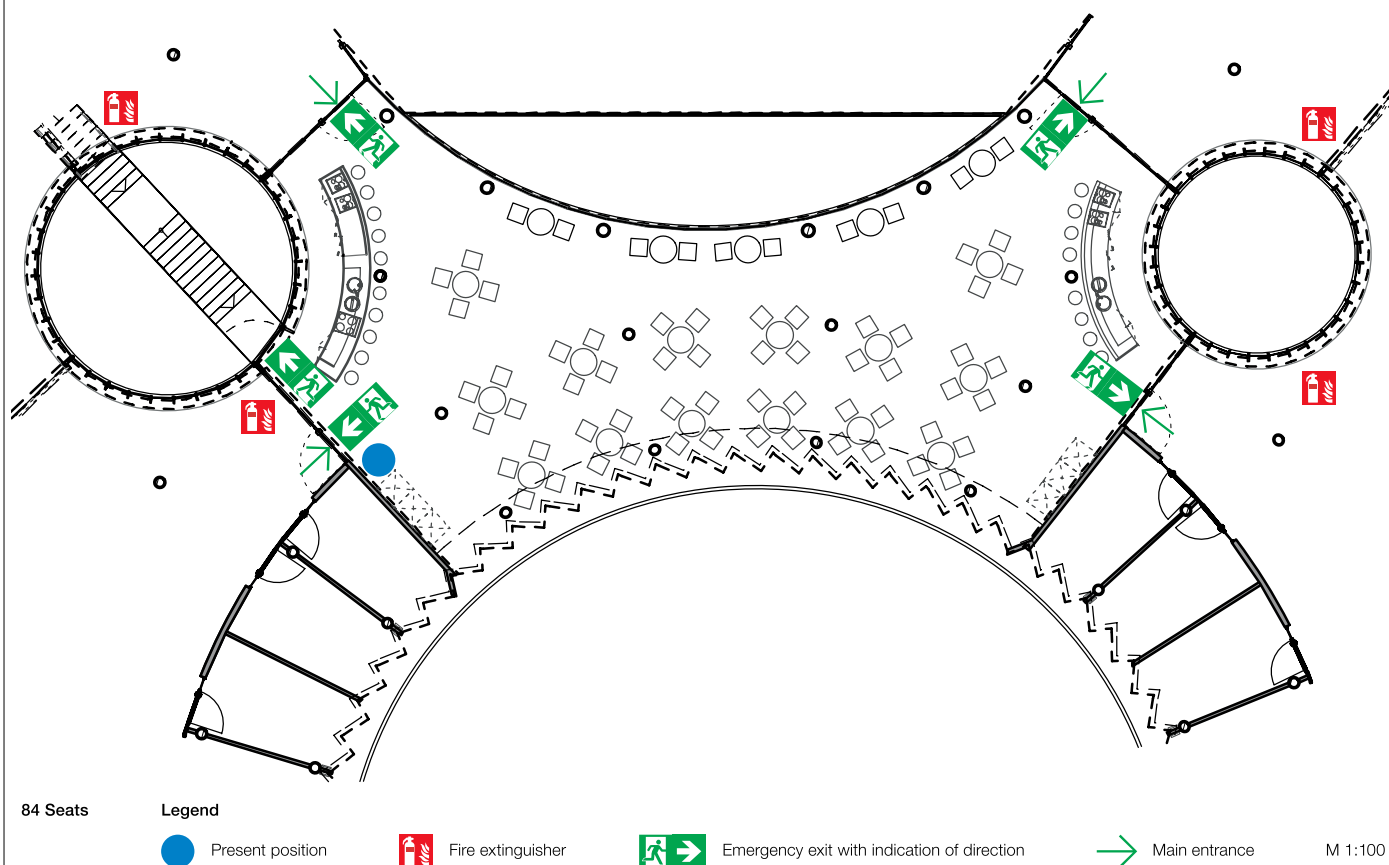 84 Seats
Legend
Present position
Fire extinguisher
Emergency exit with indication of direction
Main entrance
M 1:100